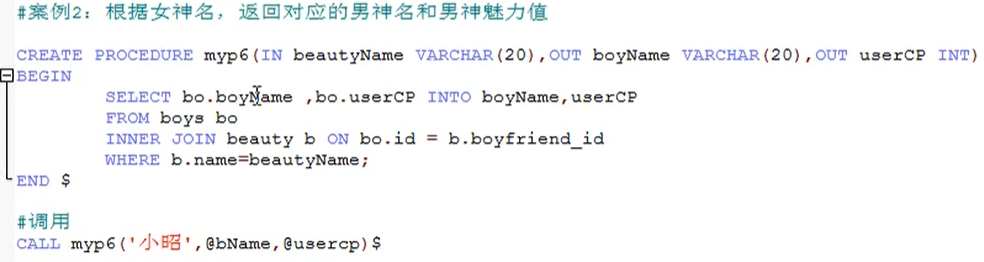 #案例2：根据女神名，返回对应的男神名和男神魅力值
CREATE PROCEDURE myp6(IN beautyName VARCHAR(20),OUT boyName VARCHAR(20),OUT userCP INT)
BEGIN
SELECT bo.boyName ,bo.userCP INTO boyName,userCP
FROM boys bo
INNER JOIN beauty b ON bo.id = b.boyfriend_id
WHERE b.name=beautyName;
END $
#调用
CALL myp6('小昭',@bName,@usercp)$